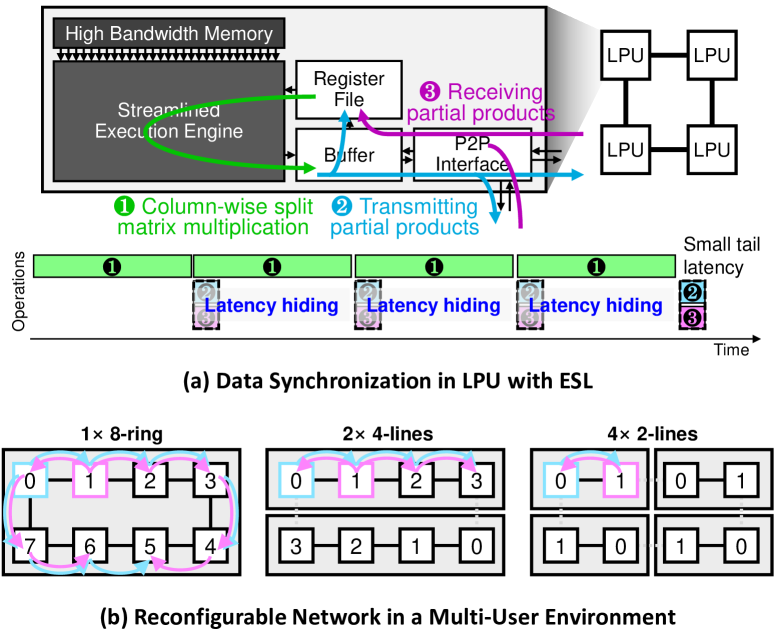 High Bandwidth Memory
Streamlined
Execution Engine
Register
File
Buffer
P2P
Interface
❸ Receiving
partial products
LPU LPU
LPU LPU
❶ Column-wise split
matrix multiplication
❷ Transmitting
partial products
Operations
❶ ❶ ❶ ❶
Small tail
latency
❷ ❷ ❷ ❷
Latency hiding Latency hiding Latency hiding
❸ ❸ ❸ ❸
Time
(a) Data Synchronization in LPU with ESL
1× 8-ring 2× 4-lines 4× 2-lines
0 1 2 3 0 1 2 3 0 1 0 1
7 6 5 4 3 2 1 0 1 0 1 0
(b) Reconfigurable Network in a Multi-User Environment